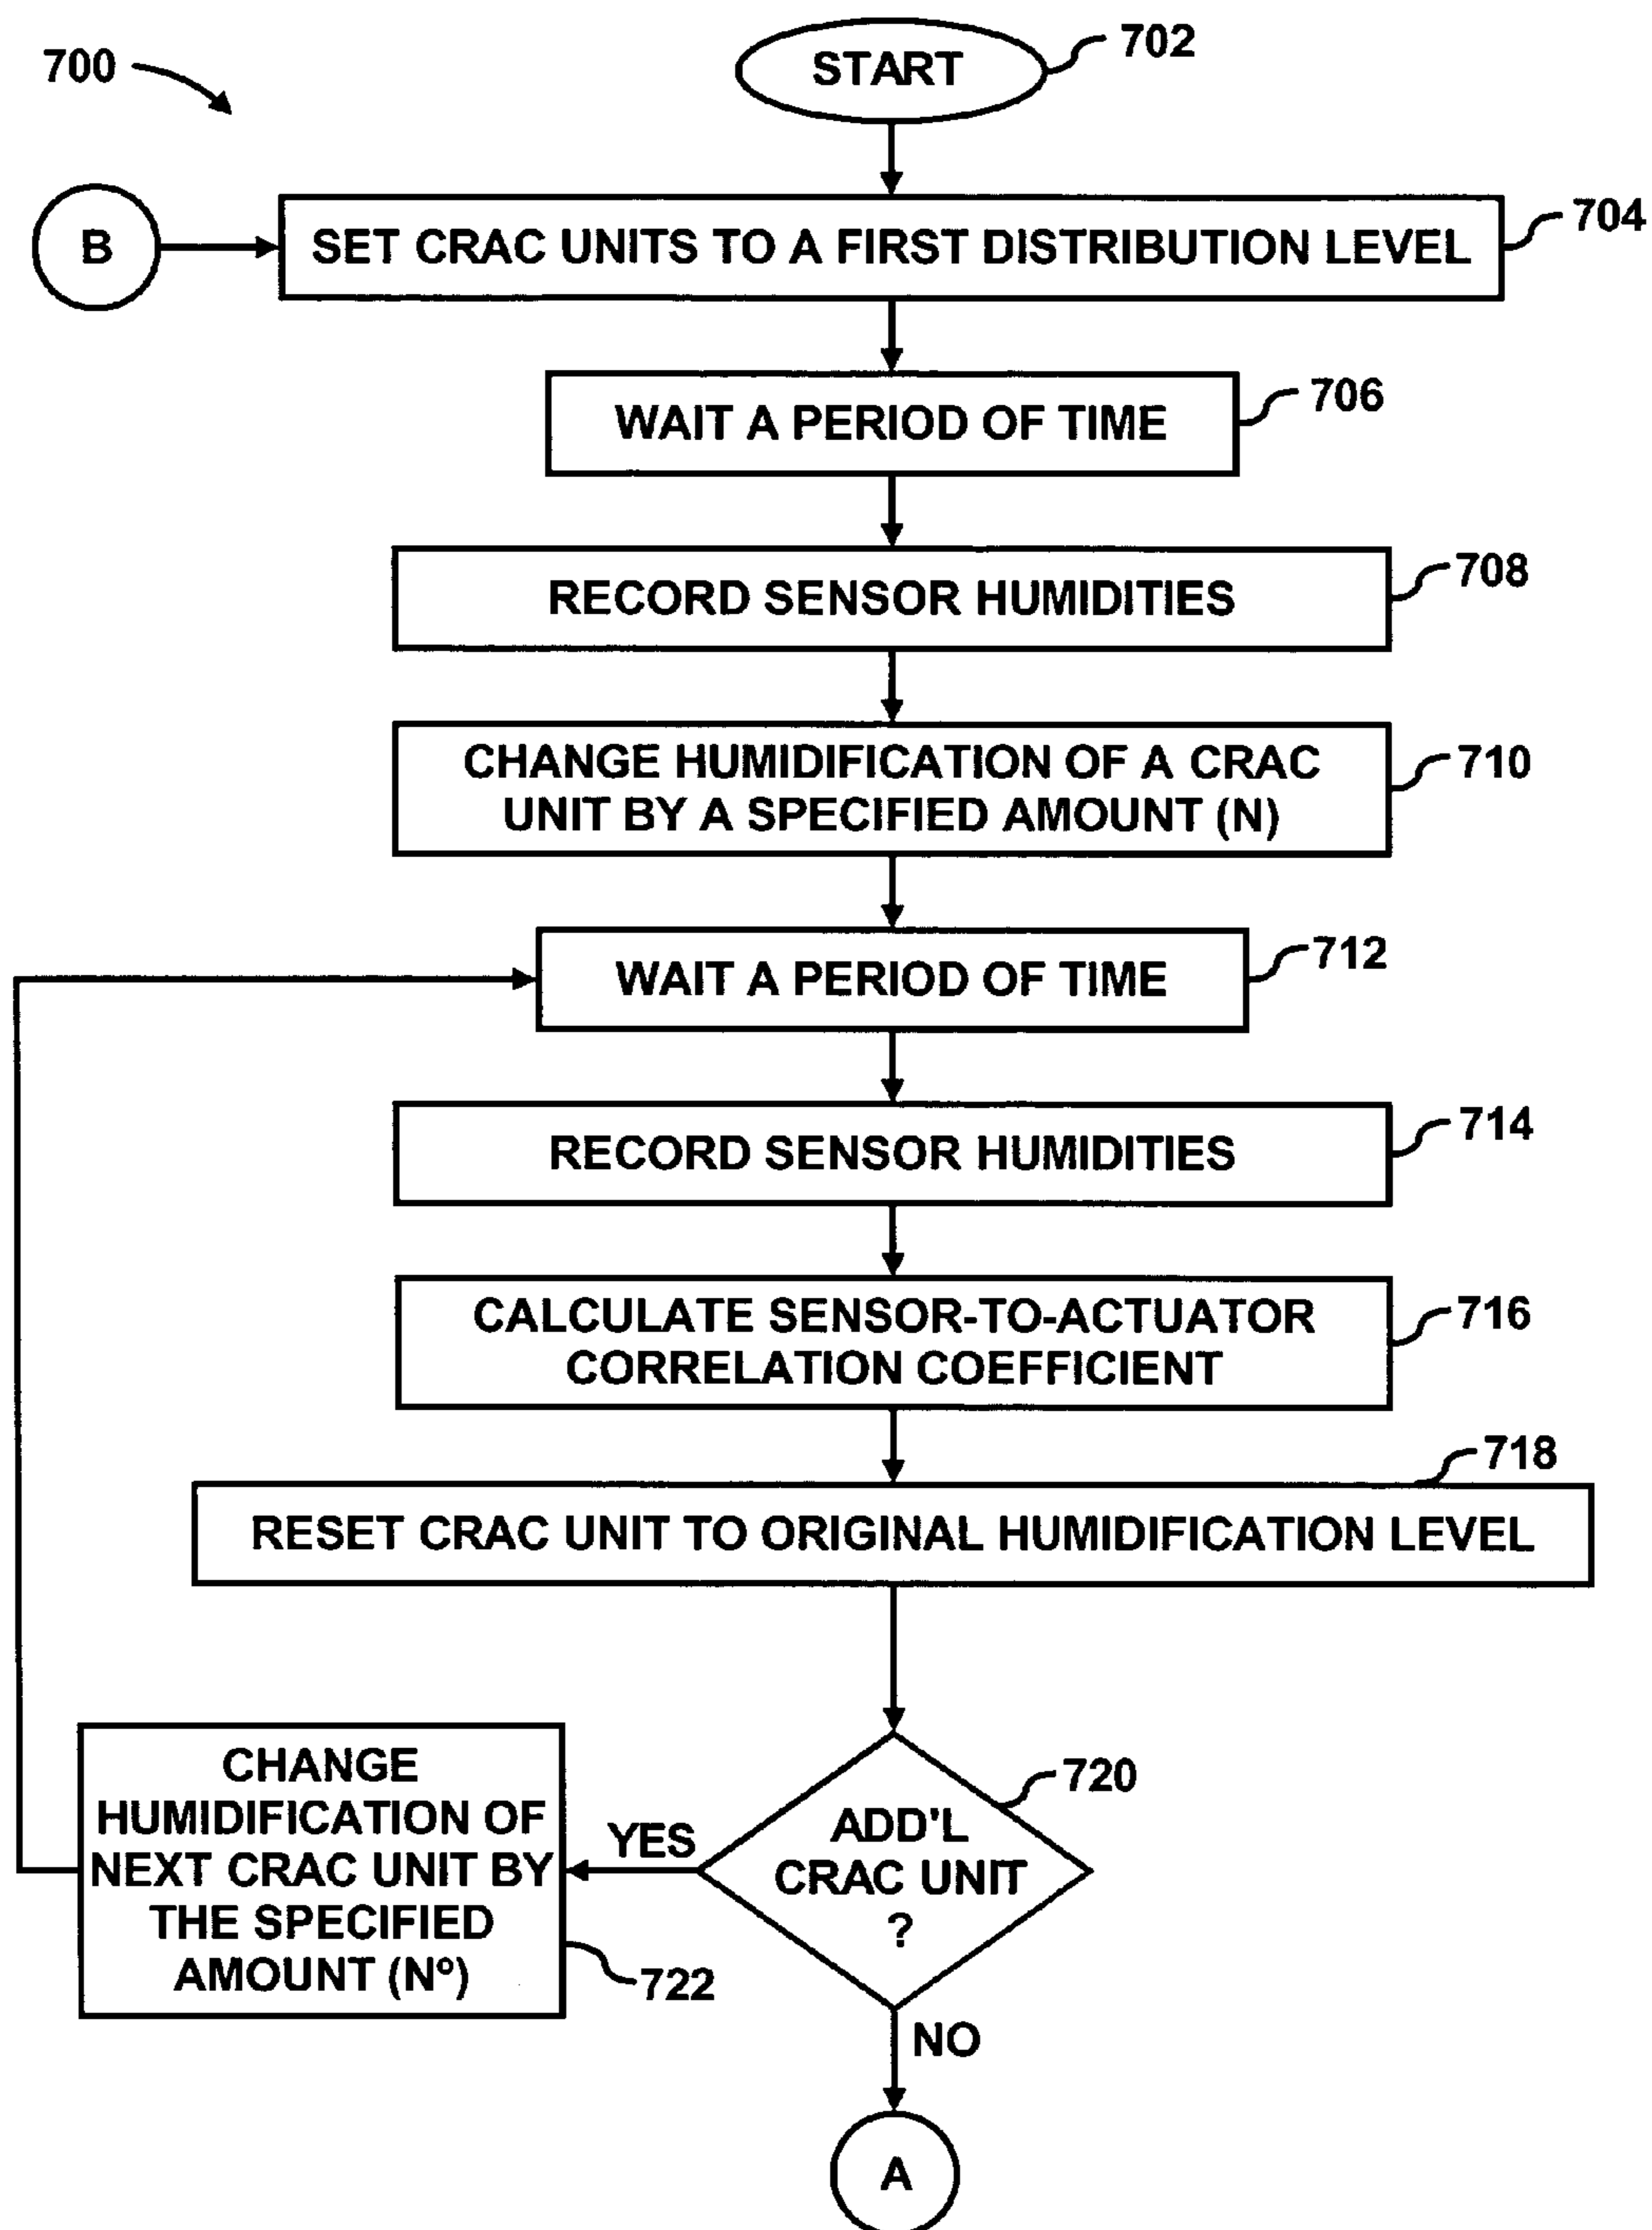 700
START
702
B
SET CRAC UNITS TO A FIRST DISTRIBUTION LEVEL
704
WAIT A PERIOD OF TIME
706
RECORD SENSOR HUMIDITIES
708
CHANGE HUMIDIFICATION OF A CRAC
UNIT BY A SPECIFIED AMOUNT (N)
710
WAIT A PERIOD OF TIME
712
RECORD SENSOR HUMIDITIES
714
CALCULATE SENSOR-TO-ACTUATOR
CORRELATION COEFFICIENT
716
RESET CRAC UNIT TO ORIGINAL HUMIDIFICATION LEVEL
718
ADD'L
CRAC UNIT
?
720
YES
CHANGE
HUMIDIFICATION OF
NEXT CRAC UNIT BY
THE SPECIFIED
AMOUNT (Nº)
722
NO
A